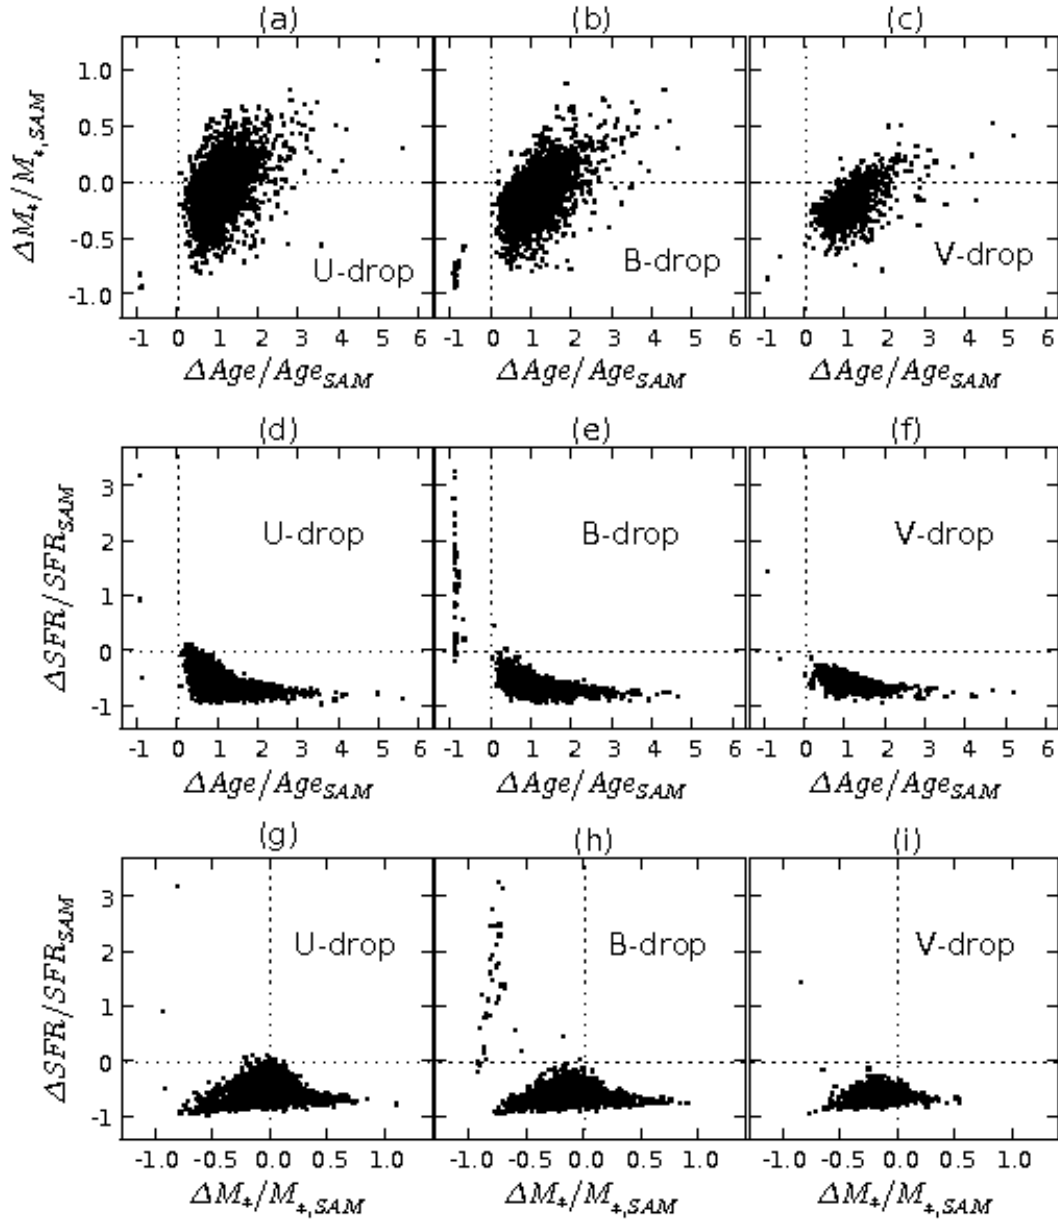 (a) (b) (c)
1.0
0.5
0.0
-0.5
-1.0
ΔM*/M*,SAM
U-drop B-drop V-drop
-1 0 1 2 3 4 5 6 -1 0 1 2 3 4 5 6 -1 0 1 2 3 4 5 6
ΔAge/AgeSAM ΔAge/AgeSAM ΔAge/AgeSAM
(d) (e) (f)
3
2
1
0
-1
ΔSFR/SFRSAM
U-drop B-drop V-drop
-1 0 1 2 3 4 5 6 -1 0 1 2 3 4 5 6 -1 0 1 2 3 4 5 6
ΔAge/AgeSAM ΔAge/AgeSAM ΔAge/AgeSAM
(g) (h) (i)
3
2
1
0
-1
ΔSFR/SFRSAM
U-drop B-drop V-drop
-1.0 -0.5 0.0 0.5 1.0 -1.0 -0.5 0.0 0.5 1.0 -1.0 -0.5 0.0 0.5 1.0
ΔM*/M*,SAM ΔM*/M*,SAM ΔM*/M*,SAM